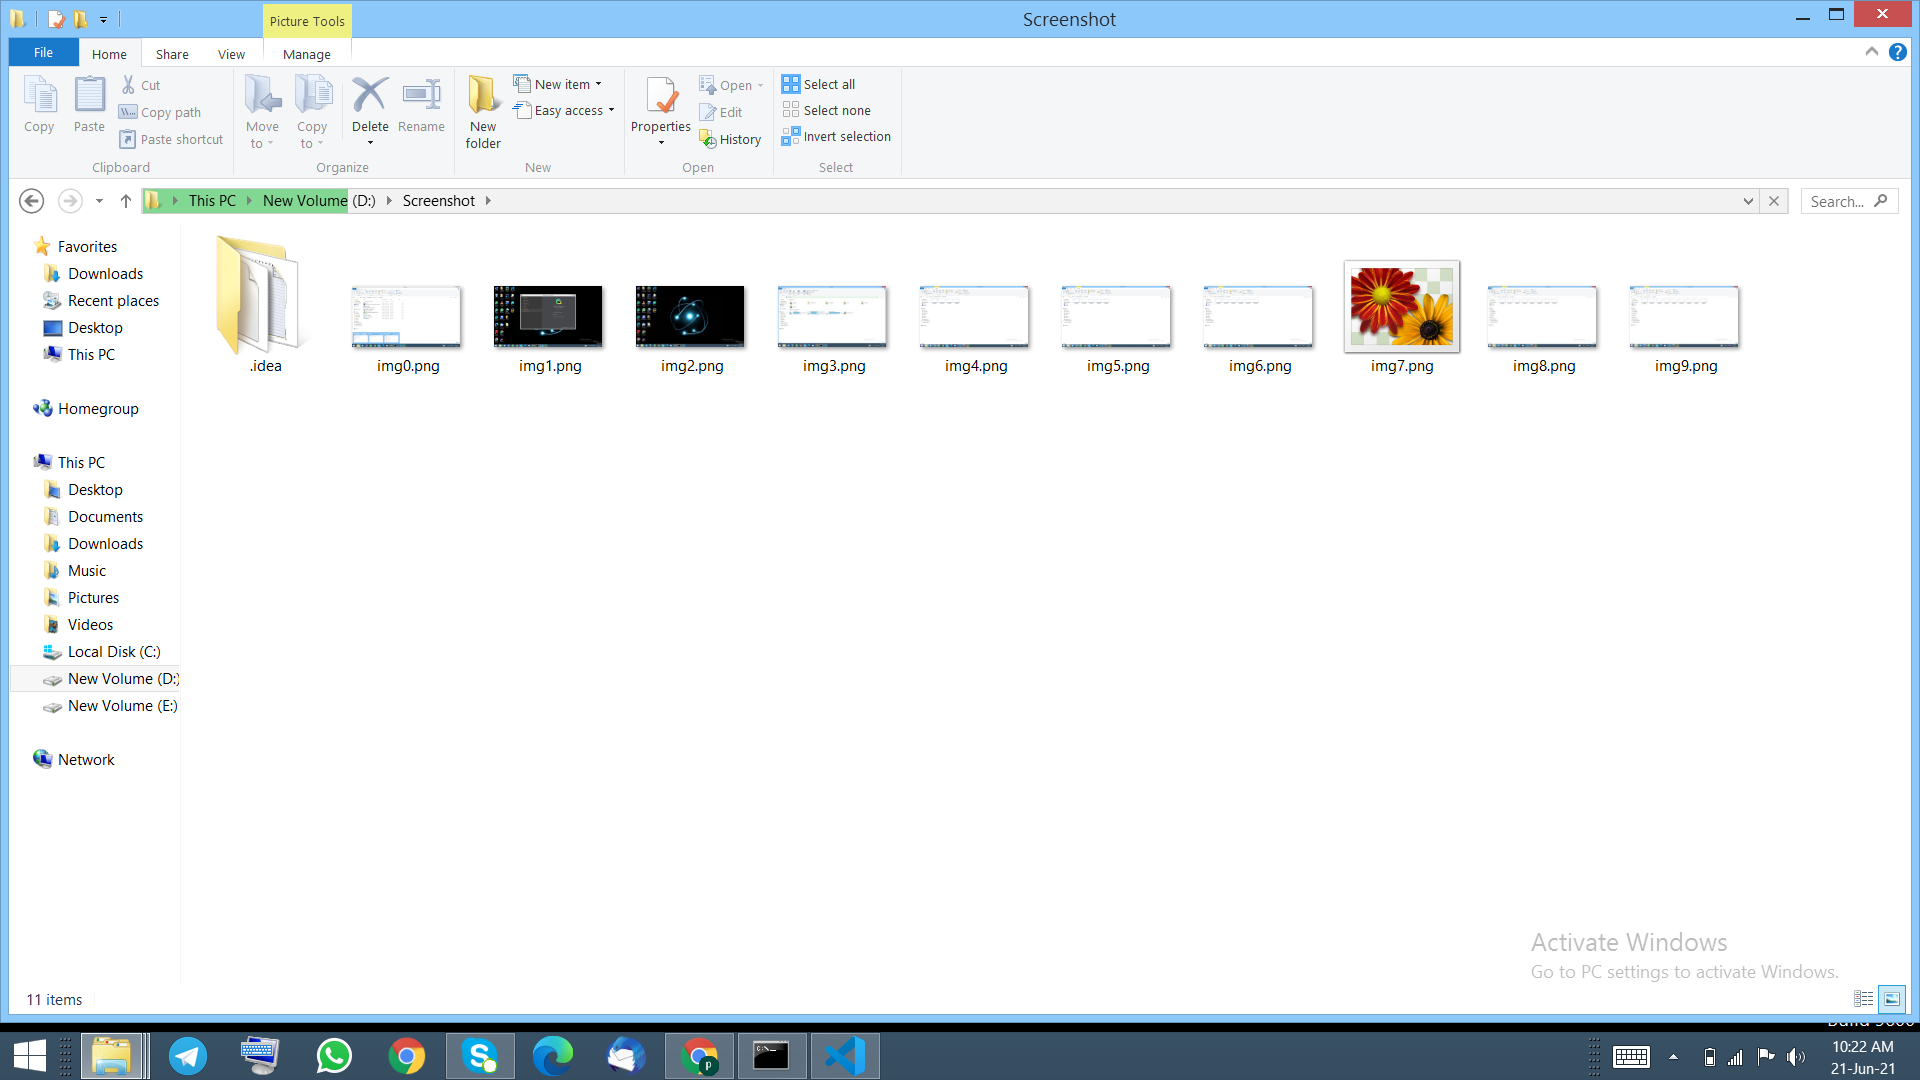 Picture Tools
Screenshot
File
Home
Share
View
Manage
Copy
Paste
Cut
Copy path
Paste shortcut
Clipboard
Move to
Copy to
Delete
Rename
Organize
New folder
New item
Easy access
New
Properties
Open
Edit
History
Open
Select all
Select none
Invert selection
Select
This PC
New Volume (D:)
Screenshot
Search...
Favorites
Downloads
Recent places
Desktop
This PC
Homegroup
This PC
Desktop
Documents
Downloads
Music
Pictures
Videos
Local Disk (C:)
New Volume (D:)
New Volume (E:)
Network
.idea
img0.png
img1.png
img2.png
img3.png
img4.png
img5.png
img6.png
img7.png
img8.png
img9.png
Activate Windows
Go to PC settings to activate Windows.
11 items
10:22 AM
21-Jun-21